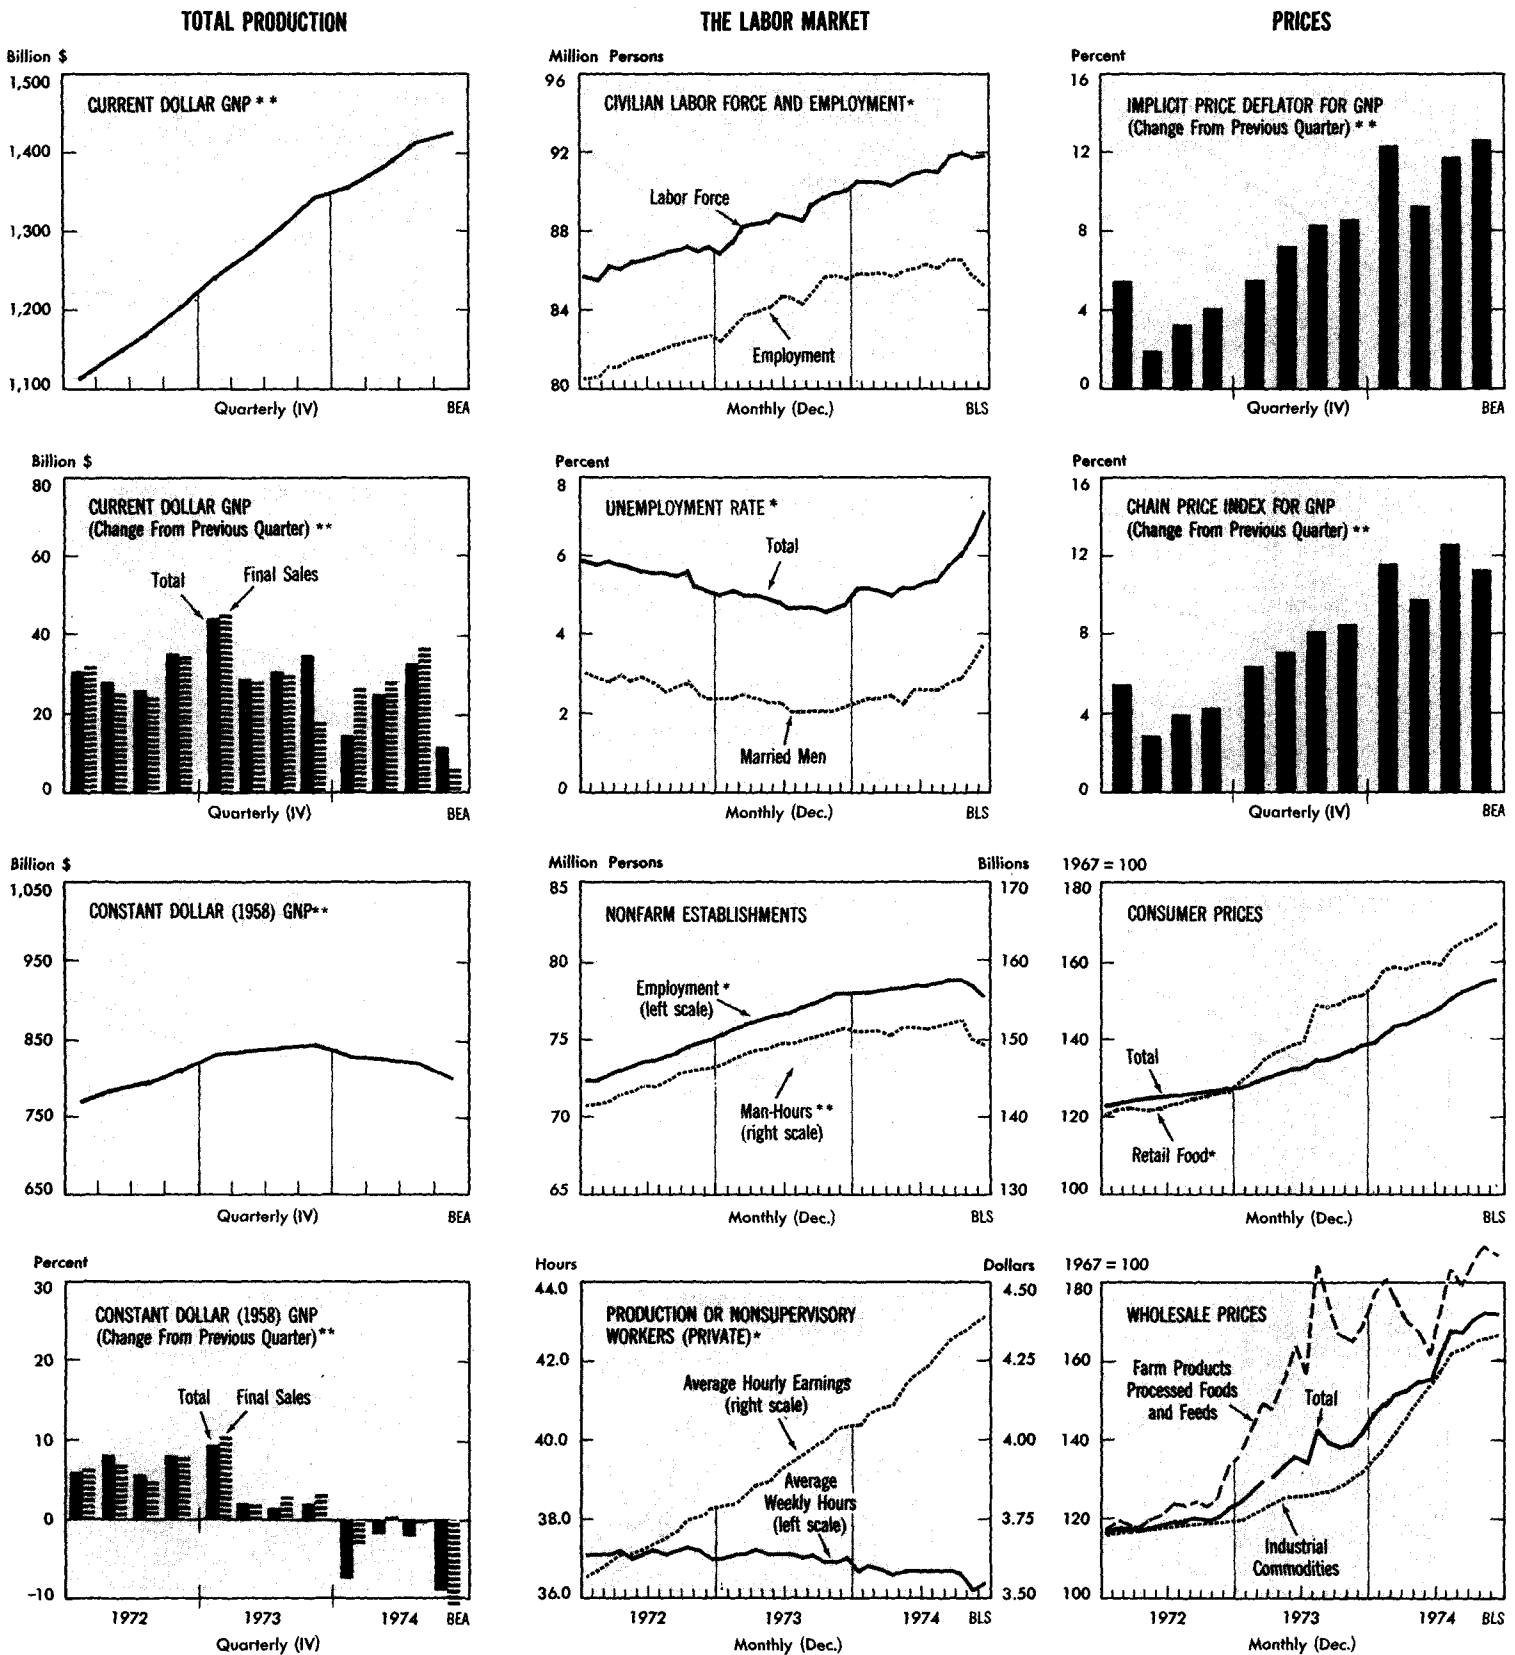 TOTAL PRODUCTION
Billion $
1,500
1,400
1,300
1,200
1,100
CURRENT DOLLAR GNP **
Quarterly (IV)
BEA
Billion $
80
60
40
20
0
CURRENT DOLLAR GNP
(Change From Previous Quarter) **
Total
Final Sales
Quarterly (IV)
BEA
Billion $
1,050
950
850
750
650
CONSTANT DOLLAR (1958) GNP**
Quarterly (IV)
BEA
Percent
30
20
10
0
-10
CONSTANT DOLLAR (1958) GNP
(Change From Previous Quarter)**
Total
Final Sales
1972 1973 1974 BEA
Quarterly (IV)
THE LABOR MARKET
Million Persons
96
92
88
84
80
CIVILIAN LABOR FORCE AND EMPLOYMENT*
Labor Force
Employment
Monthly (Dec.)
BLS
Percent
8
6
4
2
0
UNEMPLOYMENT RATE *
Total
Married Men
Monthly (Dec.)
BLS
Million Persons
Billions
85
80
75
70
65
170
160
150
140
130
NONFARM ESTABLISHMENTS
Employment *
(left scale)
Man-Hours **
(right scale)
Monthly (Dec.)
BLS
Hours
Dollars
44.0
42.0
40.0
38.0
36.0
4.50
4.25
4.00
3.75
3.50
PRODUCTION OR NONSUPERVISORY
WORKERS (PRIVATE)*
Average Hourly Earnings
(right scale)
Average
Weekly Hours
(left scale)
1972 1973 1974 BLS
Monthly (Dec.)
PRICES
Percent
16
12
8
4
0
IMPLICIT PRICE DEFLATOR FOR GNP
(Change From Previous Quarter) **
Quarterly (IV)
BEA
Percent
16
12
8
4
0
CHAIN PRICE INDEX FOR GNP
(Change From Previous Quarter) **
Quarterly (IV)
BEA
1967 = 100
180
160
140
120
100
CONSUMER PRICES
Total
Retail Food*
Monthly (Dec.)
BLS
1967 = 100
180
160
140
120
100
WHOLESALE PRICES
Farm Products
Processed Foods
and Feeds
Total
Industrial
Commodities
1972 1973 1974 BLS
Monthly (Dec.)